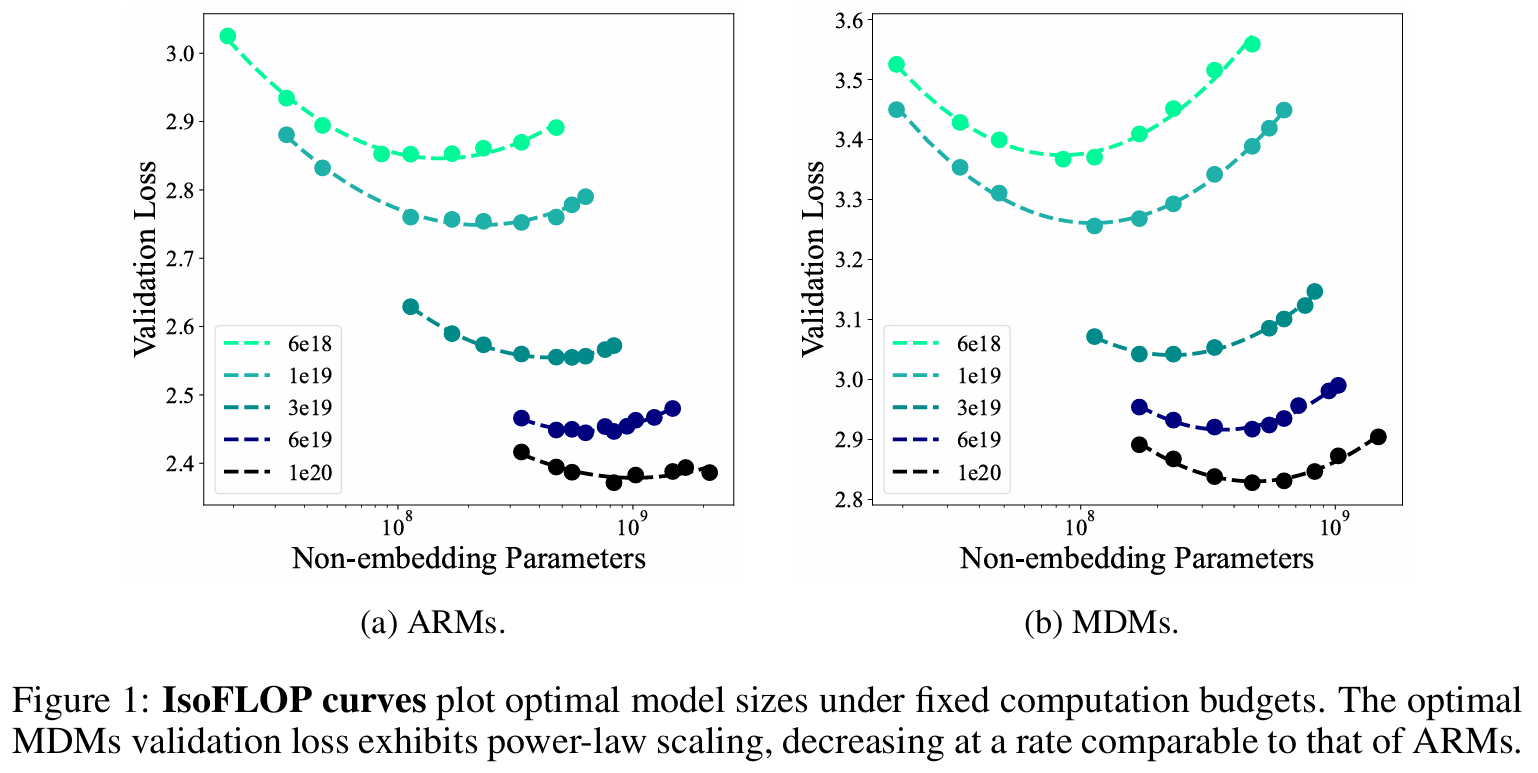 3.0
2.9
2.8
2.7
2.6
2.5
2.4
Validation Loss
6e18
1e19
3e19
6e19
1e20
10^8
10^9
Non-embedding Parameters
(a) ARMs.
3.6
3.5
3.4
3.3
3.2
3.1
3.0
2.9
2.8
Validation Loss
6e18
1e19
3e19
6e19
1e20
10^8
10^9
Non-embedding Parameters
(b) MDMs.
Figure 1: IsoFLOP curves plot optimal model sizes under fixed computation budgets. The optimal
MDMs validation loss exhibits power-law scaling, decreasing at a rate comparable to that of ARMs.